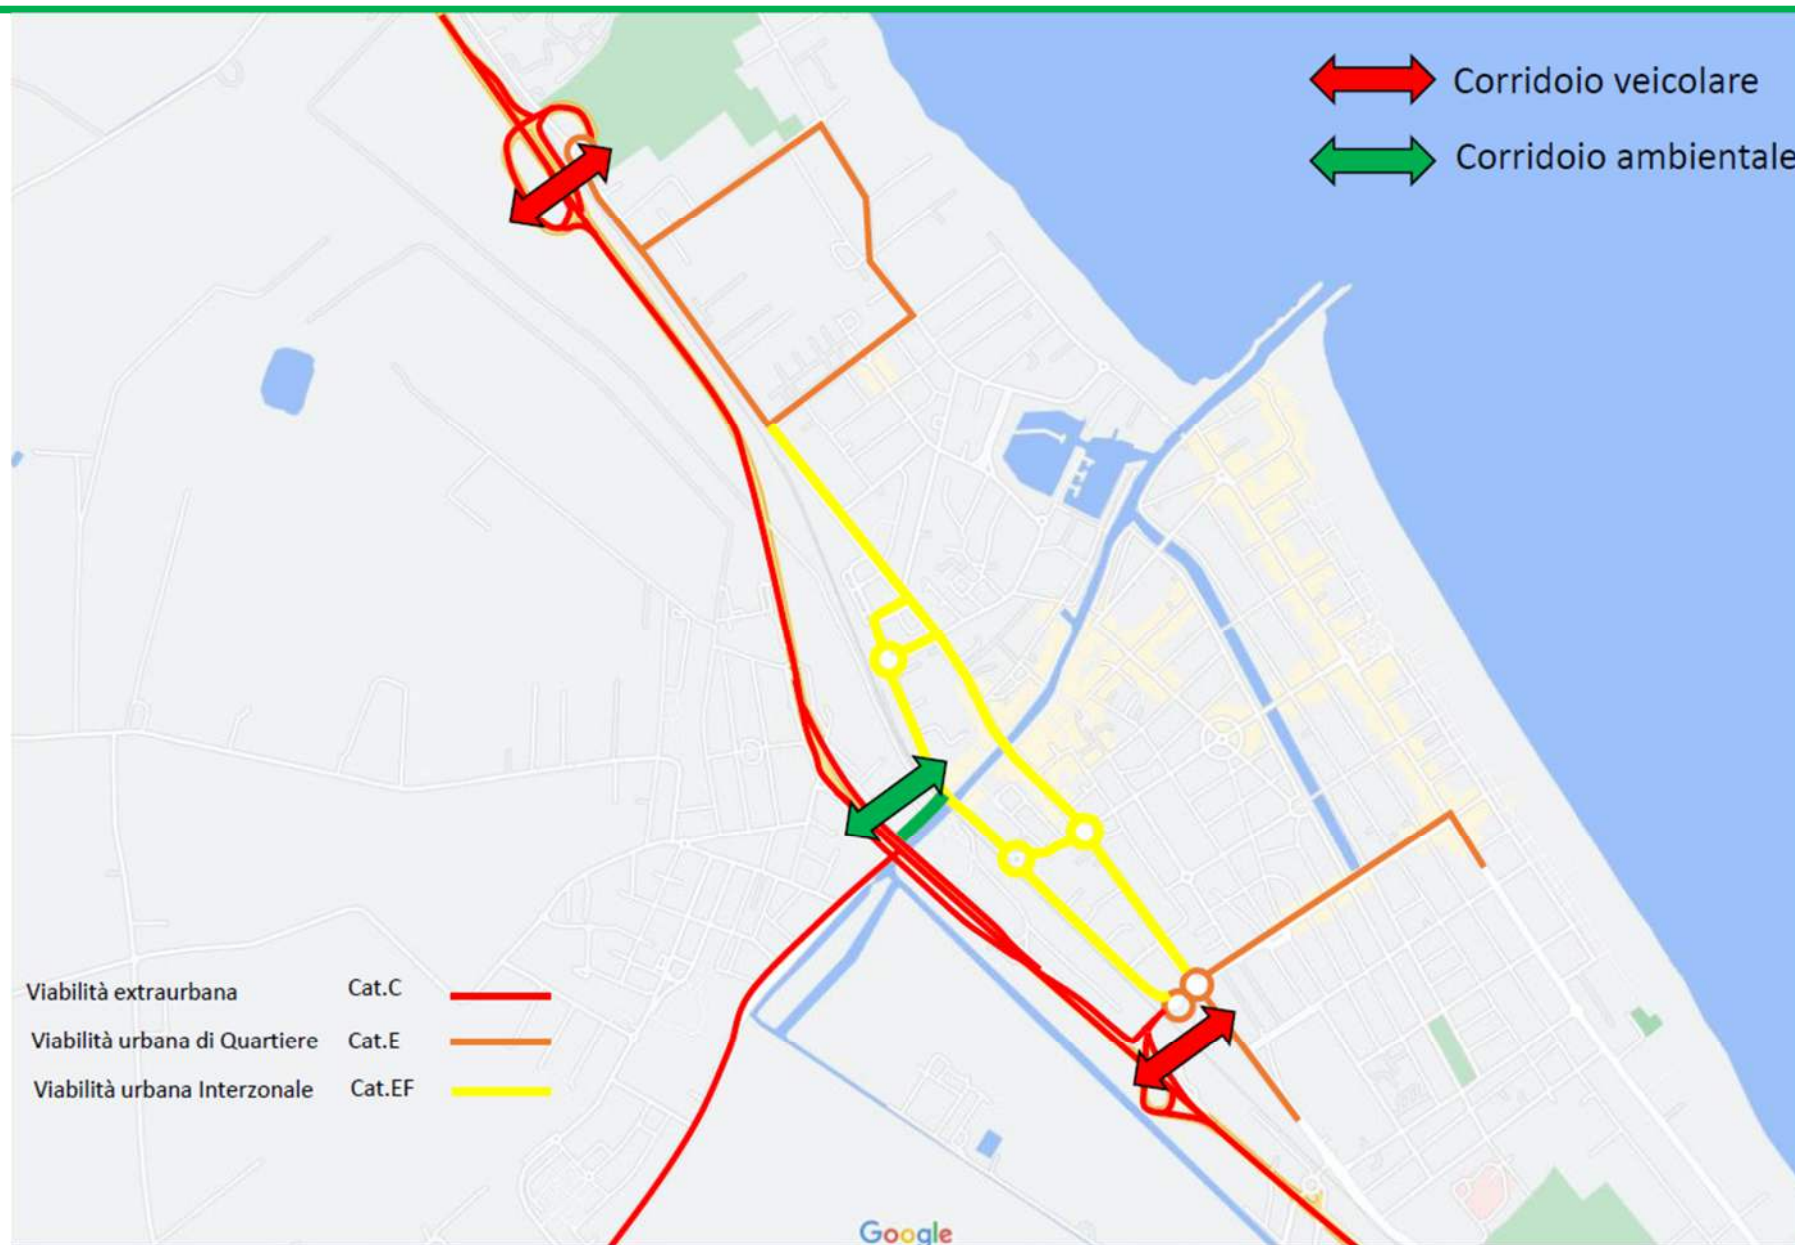 Corridoio veicolare
Corridoio ambientale
Viabilità extraurbana Cat.C
Viabilità urbana di Quartiere Cat.E
Viabilità urbana Interzonale Cat.EF
Google